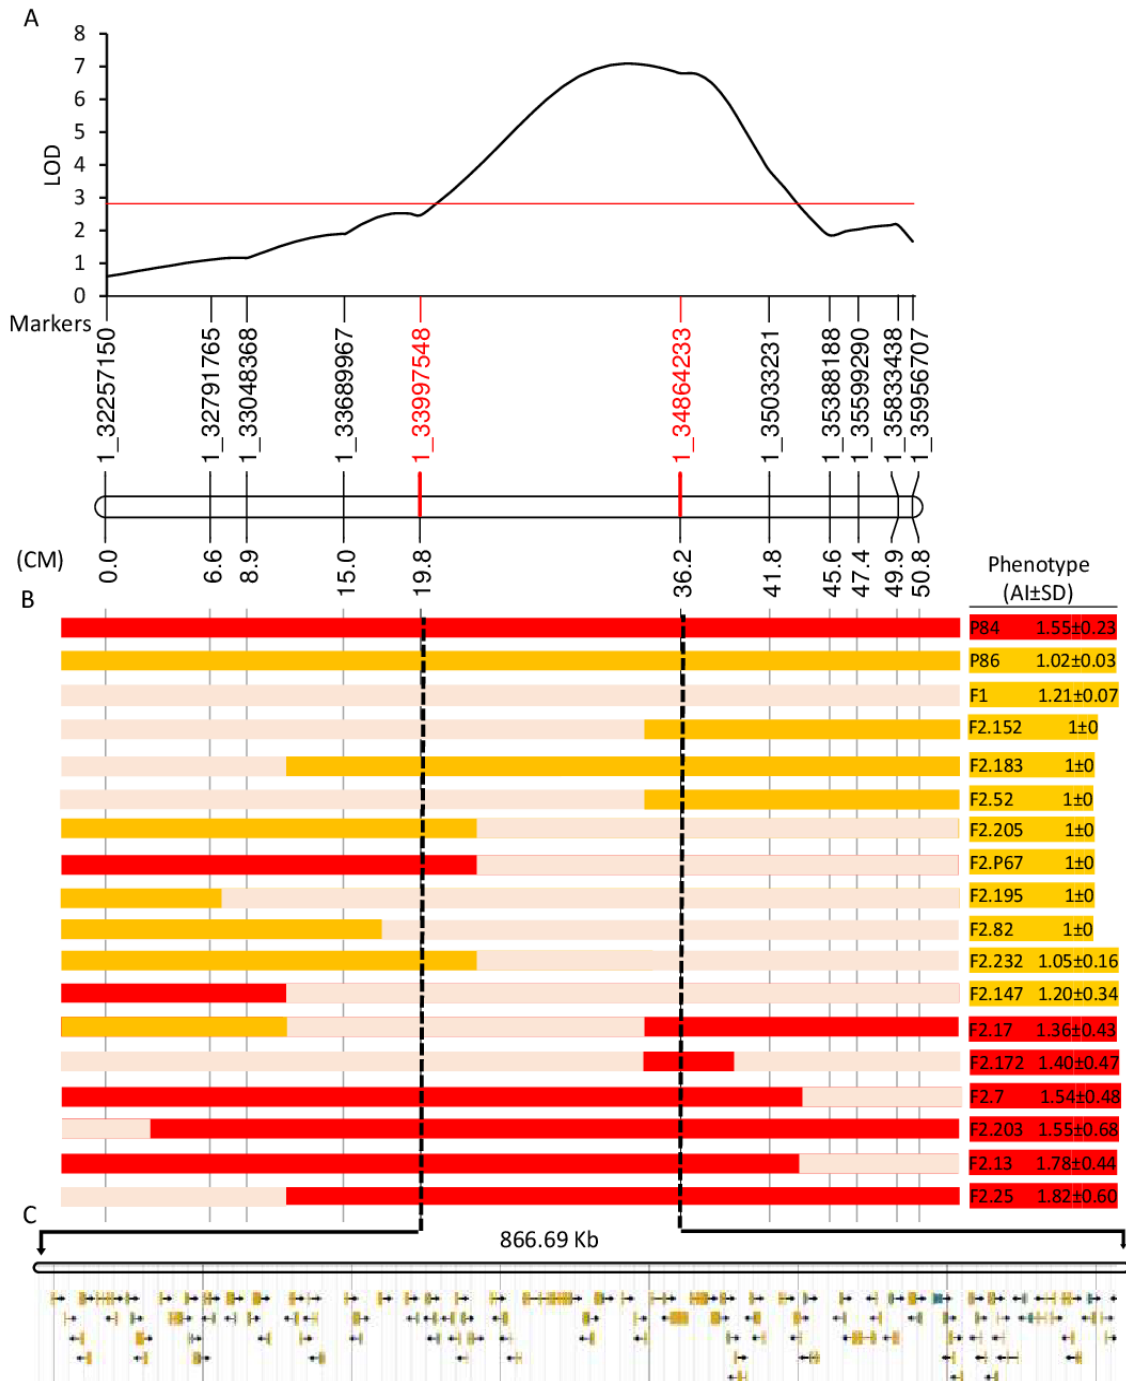 A
8
7
6
5
4
3
2
1
0
LOD
Markers
1_32257150
1_32791765
1_33048368
1_33689967
1_33997548
1_34864233
1_35033231
1_35388188
1_35599290
1_35833438
1_35956707
(CM)
0.0
6.6
8.9
15.0
19.8
36.2
41.8
45.6
47.4
49.9
50.8
Phenotype
(AI±SD)
B
P84 1.55±0.23
P86 1.02±0.03
F1 1.21±0.07
F2.152 1±0
F2.183 1±0
F2.52 1±0
F2.205 1±0
F2.P67 1±0
F2.195 1±0
F2.82 1±0
F2.232 1.05±0.16
F2.147 1.20±0.34
F2.17 1.36±0.43
F2.172 1.40±0.47
F2.7 1.54±0.48
F2.203 1.55±0.68
F2.13 1.78±0.44
F2.25 1.82±0.60
C
866.69 Kb